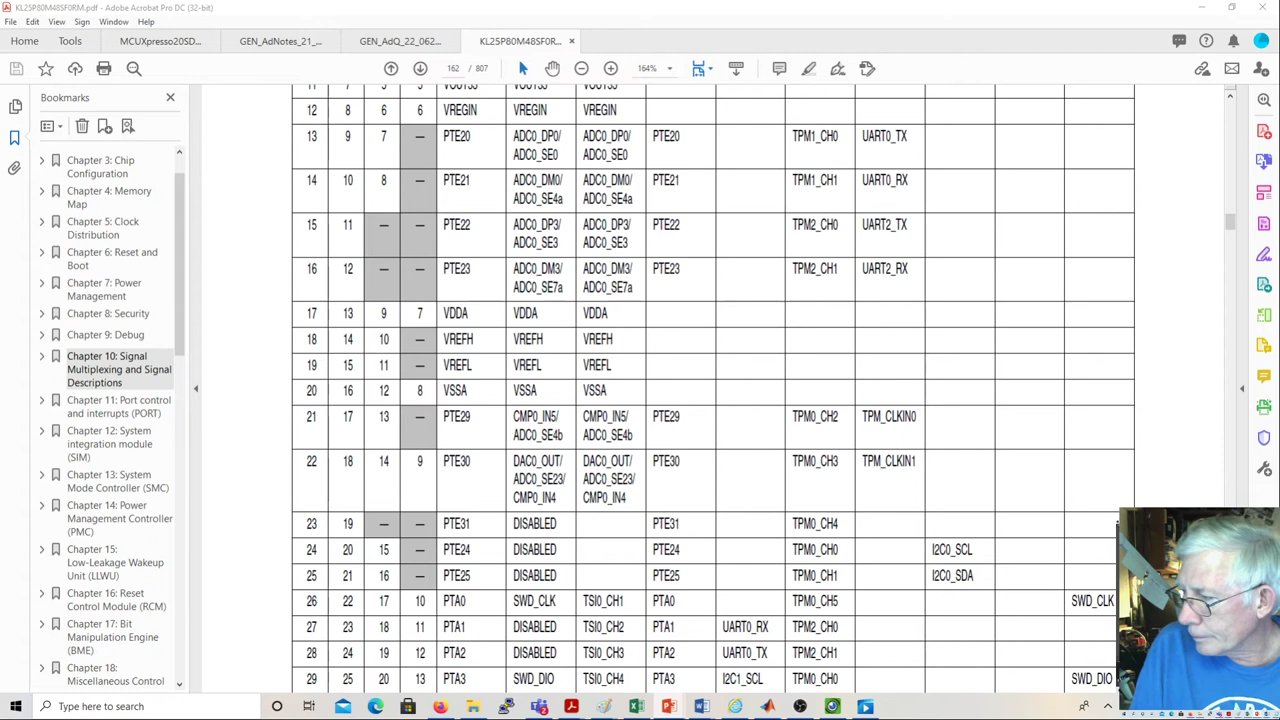 KL25P80M48SF0RM.pdf - Adobe Acrobat Pro DC (32-bit)
File Edit View Sign Window Help
Home Tools MCUXpresso20SD... GEN_AdNotes_21_... GEN_AdQ_22_062... KL25P80M48SF0R... ×
162 / 807 164%
Bookmarks
Chapter 3: Chip
Configuration
Chapter 4: Memory
Map
Chapter 5: Clock
Distribution
Chapter 6: Reset and
Boot
Chapter 7: Power
Management
Chapter 8: Security
Chapter 9: Debug
Chapter 10: Signal
Multiplexing and Signal
Descriptions
Chapter 11: Port control
and interrupts (PORT)
Chapter 12: System
integration module
(SIM)
Chapter 13: System
Mode Controller (SMC)
Chapter 14: Power
Management Controller
(PMC)
Chapter 15:
Low-Leakage Wakeup
Unit (LLWU)
Chapter 16: Reset
Control Module (RCM)
Chapter 17: Bit
Manipulation Engine
(BME)
Chapter 18:
Miscellaneous Control
12 8 6 6 VREGIN VREGIN VREGIN
13 9 7 — PTE20 ADC0_DP0/ ADC0_DP0/ PTE20 TPM1_CH0 UART0_TX
ADC0_SE0 ADC0_SE0
14 10 8 — PTE21 ADC0_DM0/ ADC0_DM0/ PTE21 TPM1_CH1 UART0_RX
ADC0_SE4a ADC0_SE4a
15 11 — — PTE22 ADC0_DP3/ ADC0_DP3/ PTE22 TPM2_CH0 UART2_TX
ADC0_SE3 ADC0_SE3
16 12 — — PTE23 ADC0_DM3/ ADC0_DM3/ PTE23 TPM2_CH1 UART2_RX
ADC0_SE7a ADC0_SE7a
17 13 9 7 VDDA VDDA VDDA
18 14 10 — VREFH VREFH VREFH
19 15 11 — VREFL VREFL VREFL
20 16 12 8 VSSA VSSA VSSA
21 17 13 — PTE29 CMP0_IN5/ CMP0_IN5/ PTE29 TPM0_CH2 TPM_CLKIN0
ADC0_SE4b ADC0_SE4b
22 18 14 9 PTE30 DAC0_OUT/ DAC0_OUT/ PTE30 TPM0_CH3 TPM_CLKIN1
ADC0_SE23/ ADC0_SE23/
CMP0_IN4 CMP0_IN4
23 19 — — PTE31 DISABLED PTE31 TPM0_CH4
24 20 15 — PTE24 DISABLED PTE24 TPM0_CH0 I2C0_SCL
25 21 16 — PTE25 DISABLED PTE25 TPM0_CH1 I2C0_SDA
26 22 17 10 PTA0 SWD_CLK TSI0_CH1 PTA0 TPM0_CH5 SWD_CLK
27 23 18 11 PTA1 DISABLED TSI0_CH2 PTA1 UART0_RX TPM2_CH0
28 24 19 12 PTA2 DISABLED TSI0_CH3 PTA2 UART0_TX TPM2_CH1
29 25 20 13 PTA3 SWD_DIO TSI0_CH4 PTA3 I2C1_SCL TPM0_CH0 SWD_DIO
Type here to search